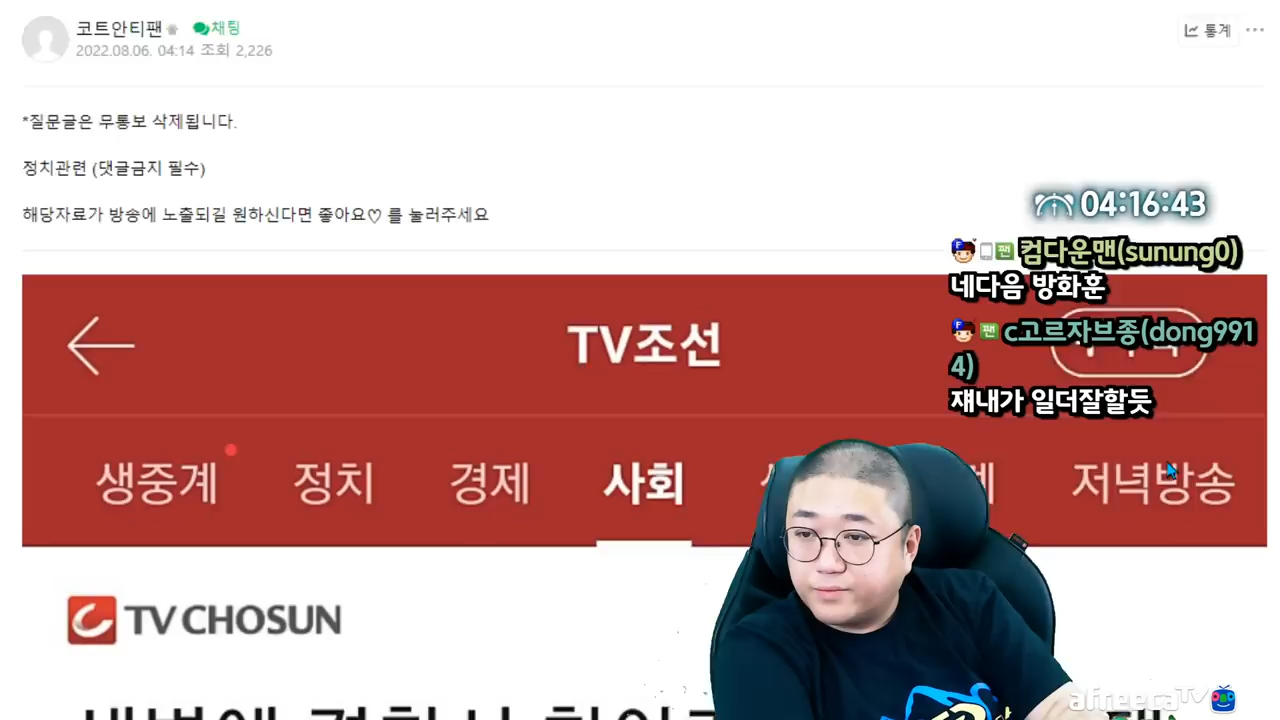 코트안티팬 채팅
2022.08.06. 04:14 조회 2,226
통계
*질문글은 무통보 삭제됩니다.
정치관련 (댓글금지 필수)
해당자료가 방송에 노출되길 원하신다면 좋아요♡ 를 눌러주세요
04:16:43
팬 컴다운맨(sunung0)
네다음 방화훈
팬 c고르자브종(dong991
4)
쟤내가 일더잘할듯
TV조선
생중계 정치 경제 사회 저녁방송
TV CHOSUN
afreecaTV